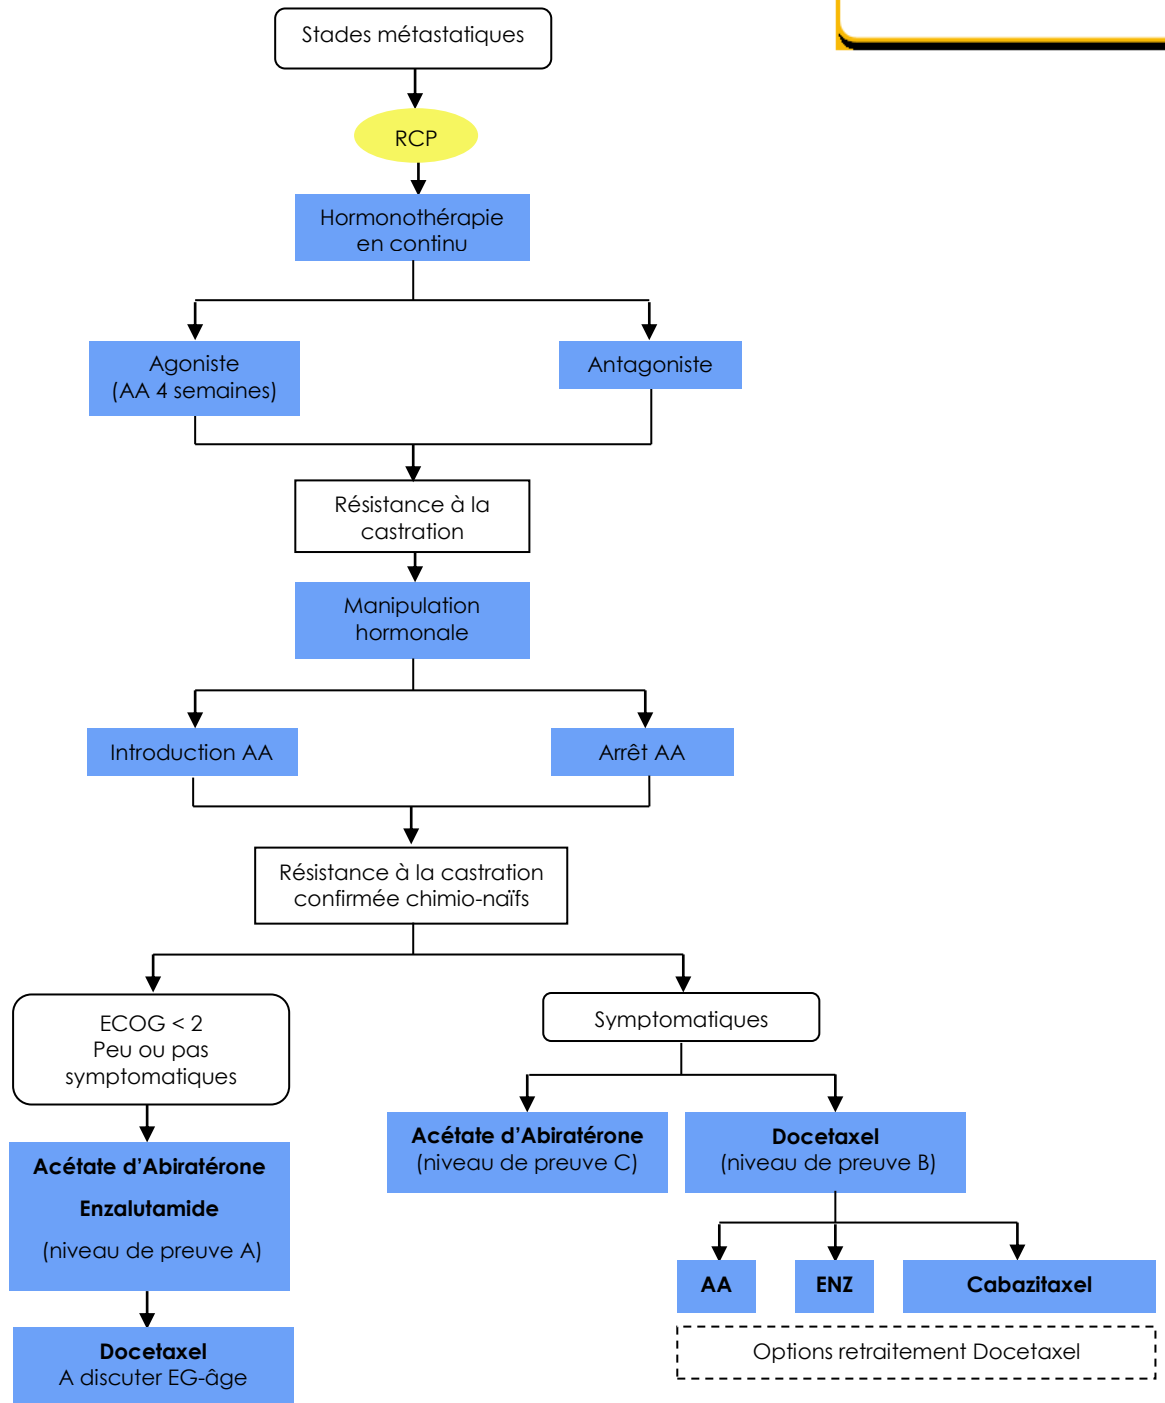 Stades métastatiques
RCP
Hormonothérapie
en continu
Agoniste
(AA 4 semaines)
Antagoniste
Résistance à la
castration
Manipulation
hormonale
Introduction AA
Arrêt AA
Résistance à la castration
confirmée chimio-naïfs
ECOG < 2
Peu ou pas
symptomatiques
Symptomatiques
Acétate d’Abiratérone
Enzalutamide
(niveau de preuve A)
Acétate d’Abiratérone
(niveau de preuve C)
Docetaxel
(niveau de preuve B)
AA
ENZ
Cabazitaxel
Docetaxel
A discuter EG-âge
Options retraitement Docetaxel